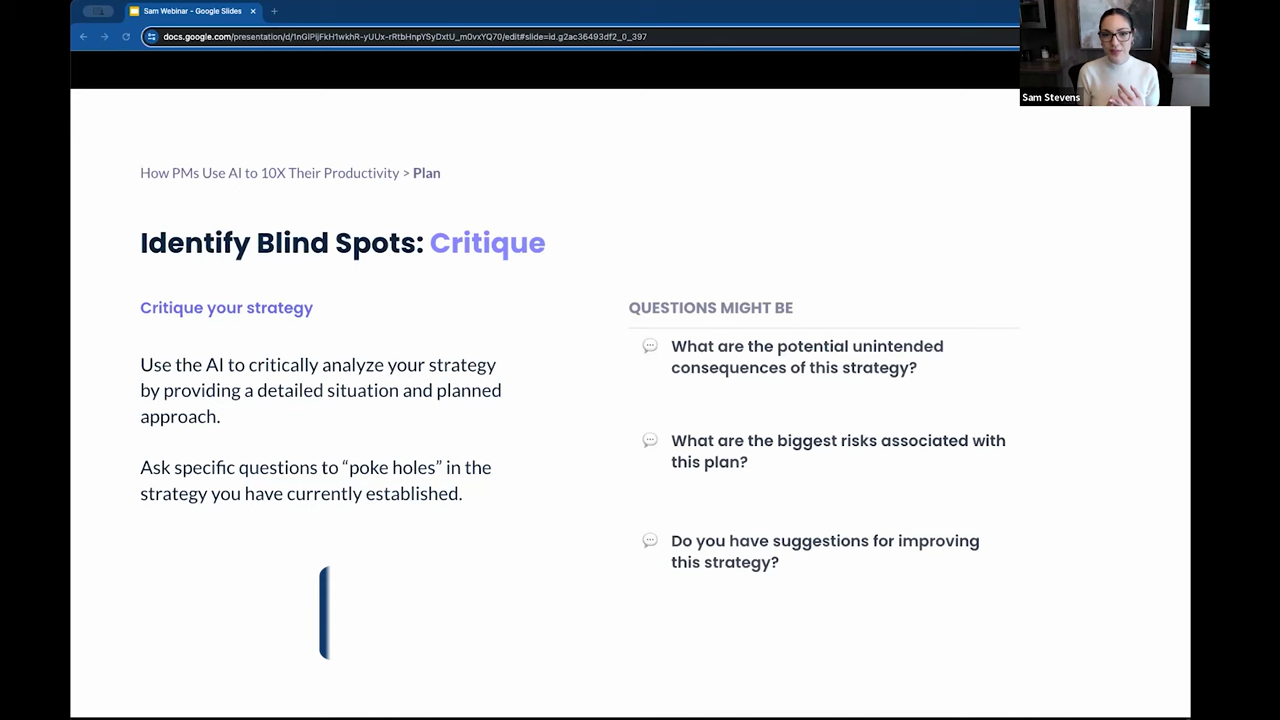 Sam Webinar - Google Slides
docs.google.com/presentation/d/1nGlPljFkH1wkhR-yUUx-rRtbHnpYSyDxtU_m0vxYQ70/edit#slide=id.g2ac36493df2_0_397
Sam Stevens
How PMs Use AI to 10X Their Productivity > Plan
Identify Blind Spots: Critique
Critique your strategy
Use the AI to critically analyze your strategy
by providing a detailed situation and planned
approach.
Ask specific questions to “poke holes” in the
strategy you have currently established.
QUESTIONS MIGHT BE
What are the potential unintended
consequences of this strategy?
What are the biggest risks associated with
this plan?
Do you have suggestions for improving
this strategy?